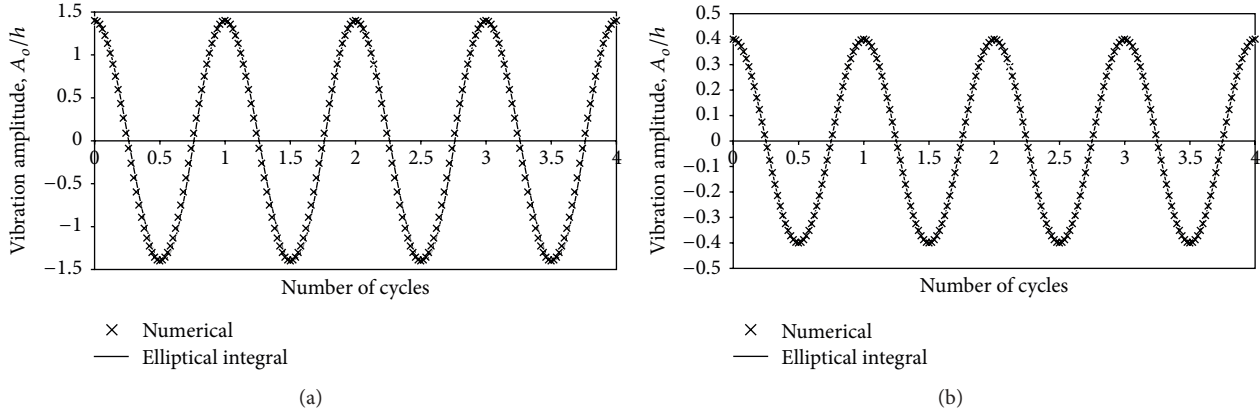 1.5
1
0.5
0
−0.5
−1
−1.5
0 0.5 1 1.5 2 2.5 3 3.5 4
Vibration amplitude, A_o/h
Number of cycles
× Numerical
Elliptical integral
(a)
0.5
0.4
0.3
0.2
0.1
0
−0.1
−0.2
−0.3
−0.4
−0.5
0 0.5 1 1.5 2 2.5 3 3.5 4
Vibration amplitude, A_o/h
Number of cycles
× Numerical
Elliptical integral
(b)